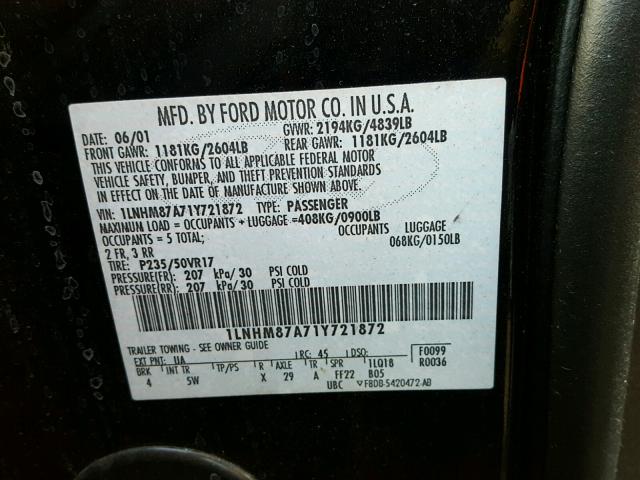 MFD. BY FORD MOTOR CO. IN U.S.A.
DATE: 06/01 GVWR: 2194KG/4839LB
FRONT GAWR: 1181KG/2604LB REAR GAWR: 1181KG/2604LB
THIS VEHICLE CONFORMS TO ALL APPLICABLE FEDERAL MOTOR
VEHICLE SAFETY, BUMPER, AND THEFT PREVENTION STANDARDS
IN EFFECT ON THE DATE OF MANUFACTURE SHOWN ABOVE.
VIN: 1LNHM87A71Y721872 TYPE: PASSENGER
MAXIMUM LOAD = OCCUPANTS + LUGGAGE = 408KG/0900LB
OCCUPANTS = 5 TOTAL; OCCUPANTS LUGGAGE
2 FR, 3 RR 068KG/0150LB
TIRE: P235/50VR17
PRESSURE(FR): 207 kPa/30 PSI COLD
PRESSURE(RR): 207 kPa/30 PSI COLD
1LNHM87A71Y721872
TRAILER TOWING - SEE OWNER GUIDE
EXT PNT: UA RC: 45 DSO: F0099
BRK INT TR TP/PS R AXLE TR SPR 1LQ18 R0036
4 5W X 29 A FF22 B05
UBC F8DB-5420472-AB